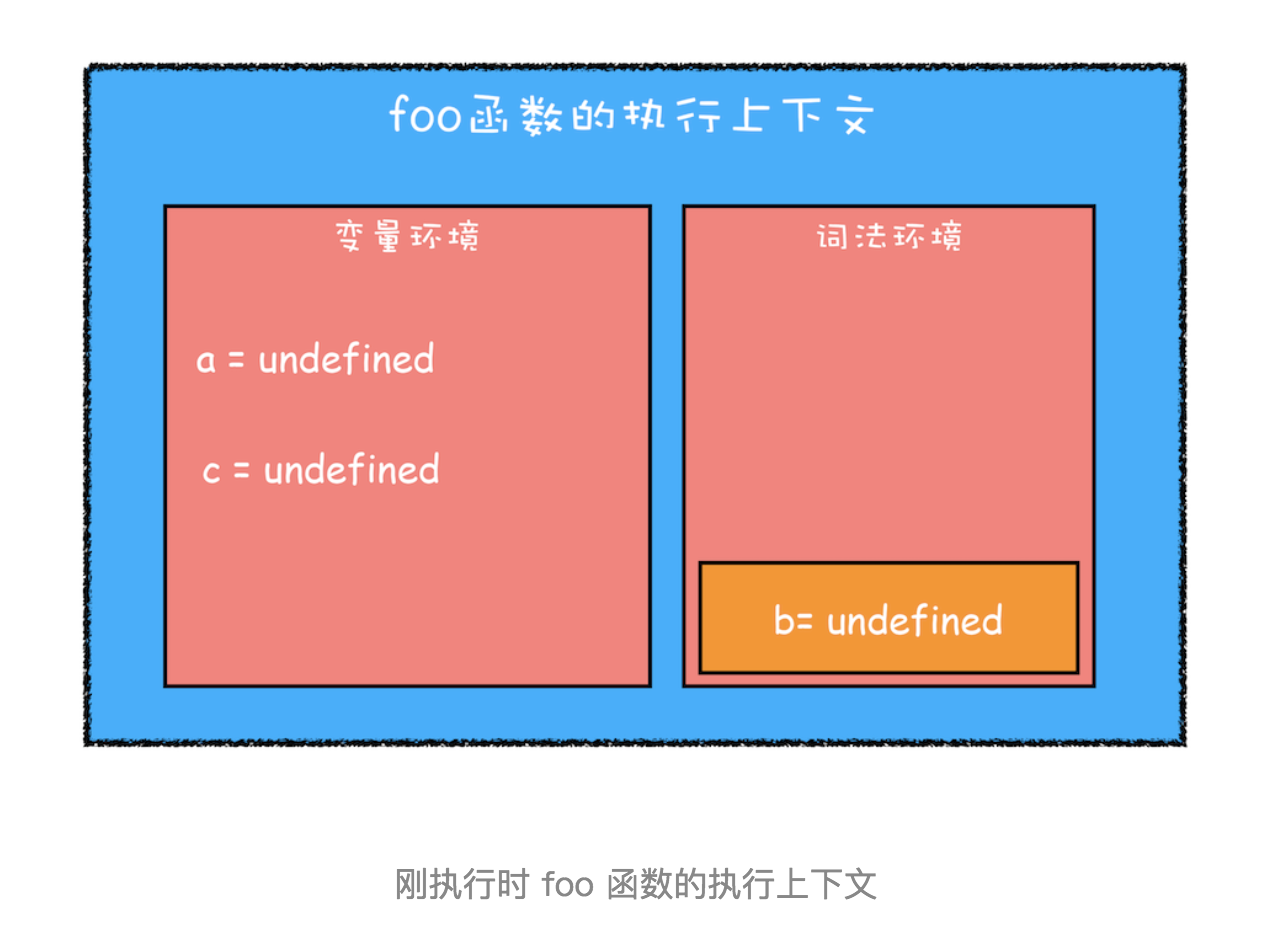 foo函数的执行上下文
变量环境
词法环境
a = undefined
c = undefined
b= undefined
刚执行时 foo 函数的执行上下文